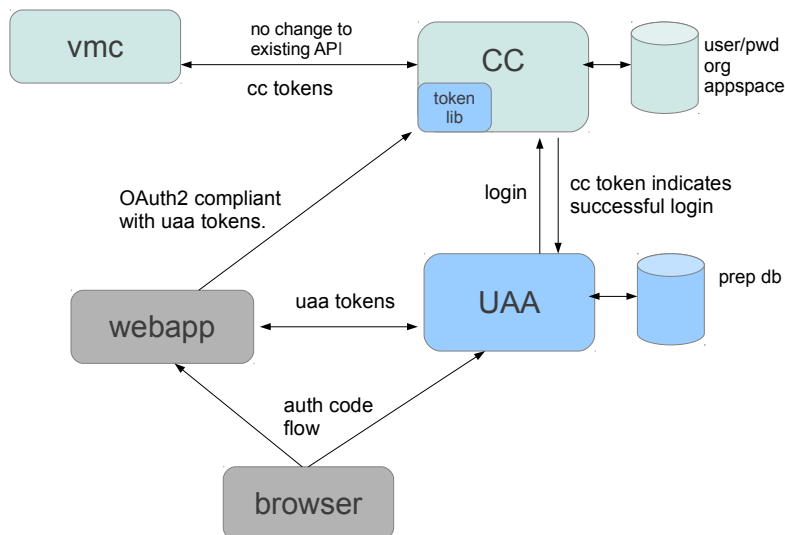 vmc
no change to
existing API
cc tokens
CC
token
lib
user/pwd
org
appspace
OAuth2 compliant
with uaa tokens.
login
cc token indicates
successful login
webapp
uaa tokens
UAA
prep db
auth code
flow
browser